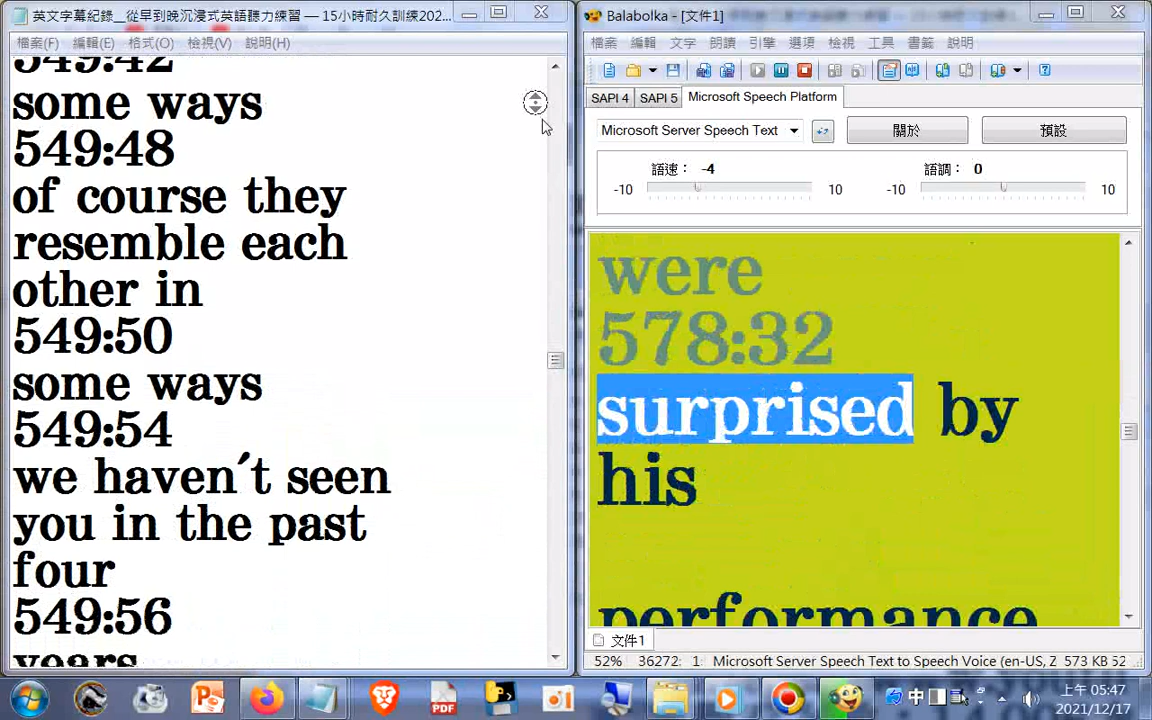 英文字幕紀錄__從早到晚沉浸式英語聽力練習 — 15小時耐久訓練202...
檔案(F) 編輯(E) 格式(O) 檢視(V) 說明(H)
549:42
some ways
549:48
of course they
resemble each
other in
549:50
some ways
549:54
we haven´t seen
you in the past
four
549:56
years
Balabolka - [文件1]
檔案 編輯 文字 朗讀 引擎 選項 檢視 工具 書籤 說明
SAPI 4 SAPI 5 Microsoft Speech Platform
Microsoft Server Speech Text 關於 預設
語速： -4 語調： 0
-10 10 -10 10
were
578:32
surprised by
his
performance
文件1
52% 36272: 1: Microsoft Server Speech Text to Speech Voice (en-US, Z 573 KB 52
PDF
中
上午 05:47
2021/12/17